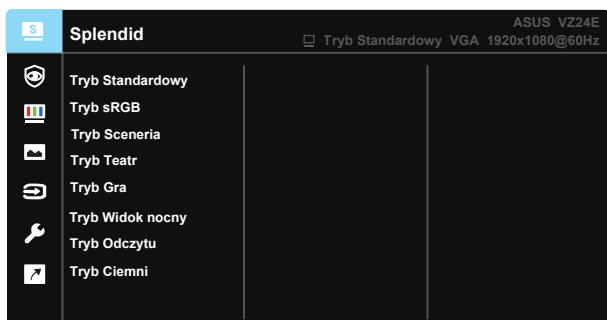 S
Splendid
ASUS VZ24E
Tryb Standardowy VGA 1920x1080@60Hz
Tryb Standardowy
Tryb sRGB
Tryb Sceneria
Tryb Teatr
Tryb Gra
Tryb Widok nocny
Tryb Odczytu
Tryb Ciemni